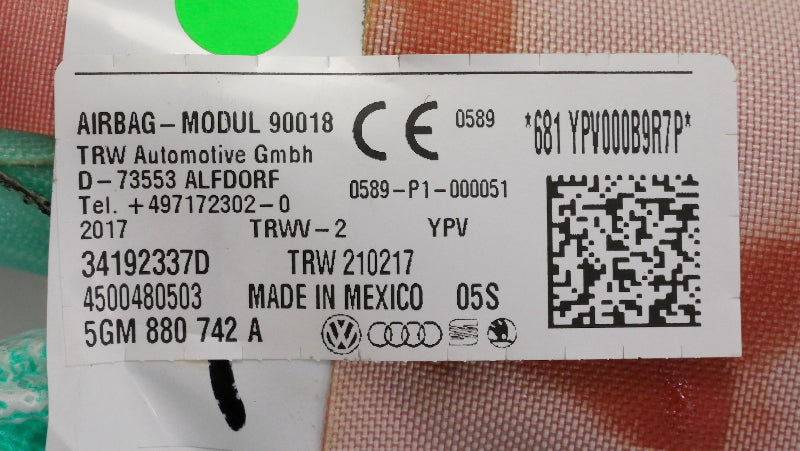 AIRBAG-MODUL 90018
CE 0589
*681 YPV000B9R7P*
TRW Automotive Gmbh
D-73553 ALFDORF
0589-P1-000051
Tel. +497172302-0
2017 TRWV-2 YPV
34192337D TRW 210217
4500480503 MADE IN MEXICO 05S
5GM 880 742 A